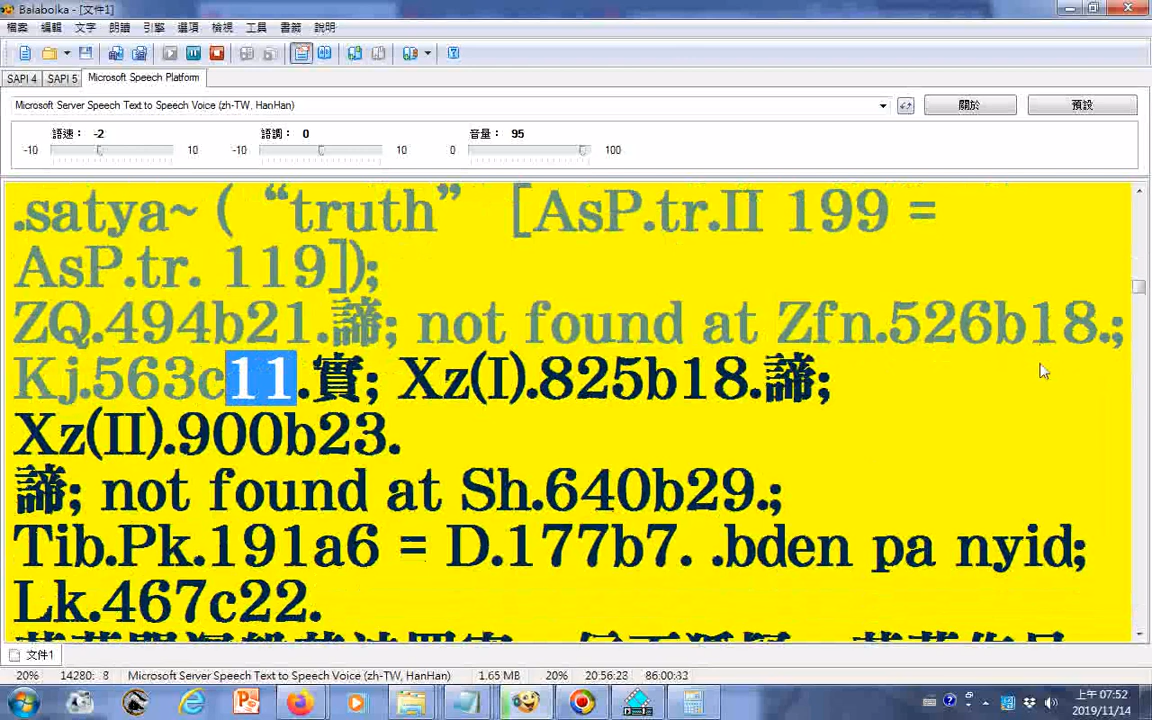 Balabolka - [文件1]
檔案 編輯 文字 朗讀 引擎 選項 檢視 工具 書籤 說明
SAPI 4 SAPI 5 Microsoft Speech Platform
Microsoft Server Speech Text to Speech Voice (zh-TW, HanHan) 關於 預設
語速： -2 語調： 0 音量： 95
-10 10 -10 10 0 100
.satya~ (“truth” [AsP.tr.II 199 =
AsP.tr. 119]);
ZQ.494b21.諦; not found at Zfn.526b18.;
Kj.563c11.實; Xz(I).825b18.諦;
Xz(II).900b23.
諦; not found at Sh.640b29.;
Tib.Pk.191a6 = D.177b7. .bden pa nyid;
Lk.467c22.
文件1
20% 14280: 8 Microsoft Server Speech Text to Speech Voice (zh-TW, HanHan) 1.65 MB 20% 20:56:23 86:00:33
上午 07:52
2019/11/14